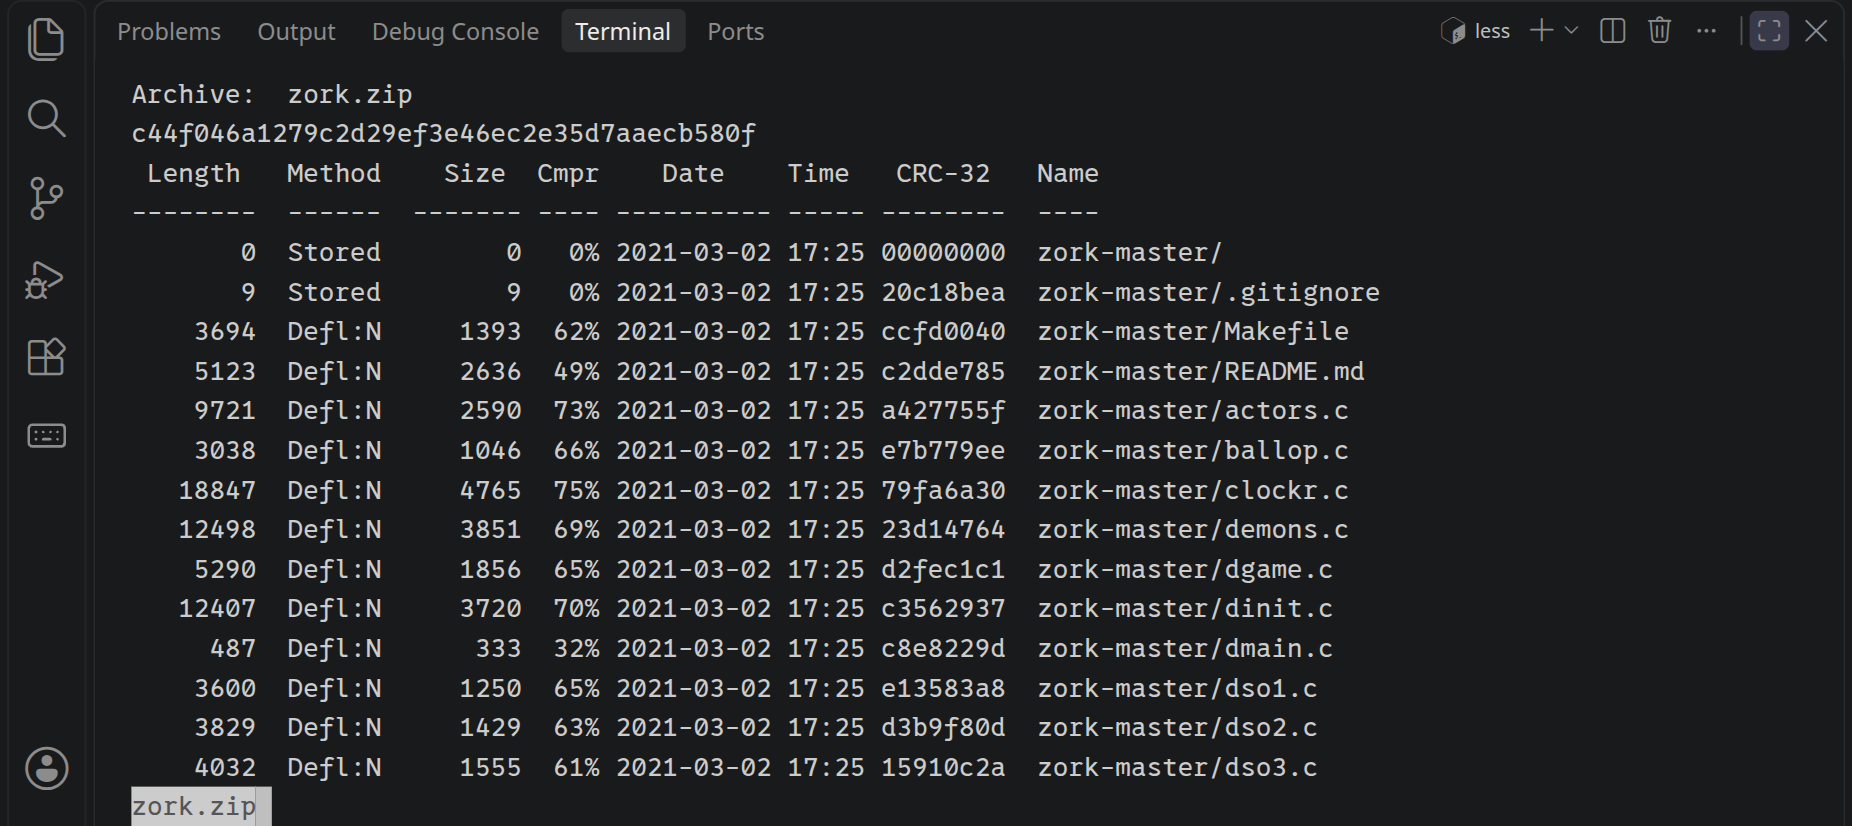 Problems Output Debug Console Terminal Ports less
Archive:  zork.zip
c44f046a1279c2d29ef3e46ec2e35d7aaecb580f
 Length   Method    Size  Cmpr    Date    Time   CRC-32   Name
--------  ------  ------- ---- ---------- ----- --------  ----
       0  Stored        0   0% 2021-03-02 17:25 00000000  zork-master/
       9  Stored        9   0% 2021-03-02 17:25 20c18bea  zork-master/.gitignore
    3694  Defl:N     1393  62% 2021-03-02 17:25 ccfd0040  zork-master/Makefile
    5123  Defl:N     2636  49% 2021-03-02 17:25 c2dde785  zork-master/README.md
    9721  Defl:N     2590  73% 2021-03-02 17:25 a427755f  zork-master/actors.c
    3038  Defl:N     1046  66% 2021-03-02 17:25 e7b779ee  zork-master/ballop.c
   18847  Defl:N     4765  75% 2021-03-02 17:25 79fa6a30  zork-master/clockr.c
   12498  Defl:N     3851  69% 2021-03-02 17:25 23d14764  zork-master/demons.c
    5290  Defl:N     1856  65% 2021-03-02 17:25 d2fec1c1  zork-master/dgame.c
   12407  Defl:N     3720  70% 2021-03-02 17:25 c3562937  zork-master/dinit.c
     487  Defl:N      333  32% 2021-03-02 17:25 c8e8229d  zork-master/dmain.c
    3600  Defl:N     1250  65% 2021-03-02 17:25 e13583a8  zork-master/dso1.c
    3829  Defl:N     1429  63% 2021-03-02 17:25 d3b9f80d  zork-master/dso2.c
    4032  Defl:N     1555  61% 2021-03-02 17:25 15910c2a  zork-master/dso3.c
zork.zip